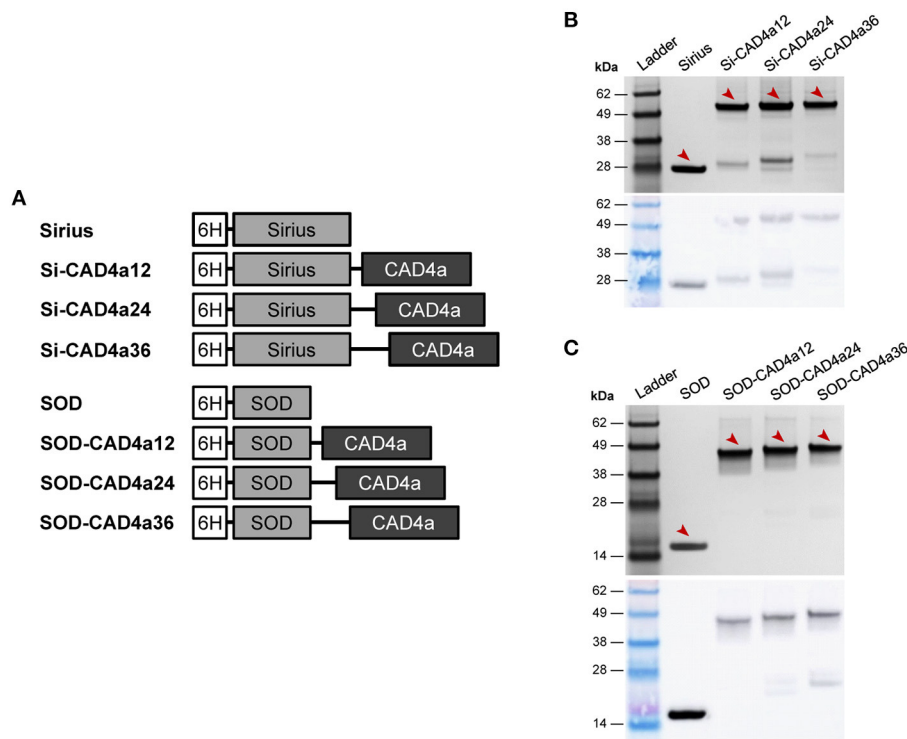 A
Sirius 6H Sirius
Si-CAD4a12 6H Sirius CAD4a
Si-CAD4a24 6H Sirius CAD4a
Si-CAD4a36 6H Sirius CAD4a
SOD 6H SOD
SOD-CAD4a12 6H SOD CAD4a
SOD-CAD4a24 6H SOD CAD4a
SOD-CAD4a36 6H SOD CAD4a
B
kDa Ladder Sirius Si-CAD4a12 Si-CAD4a24 Si-CAD4a36
62
49
38
28
62
49
38
28
C
kDa Ladder SOD SOD-CAD4a12 SOD-CAD4a24 SOD-CAD4a36
62
49
38
28
14
62
49
38
28
14